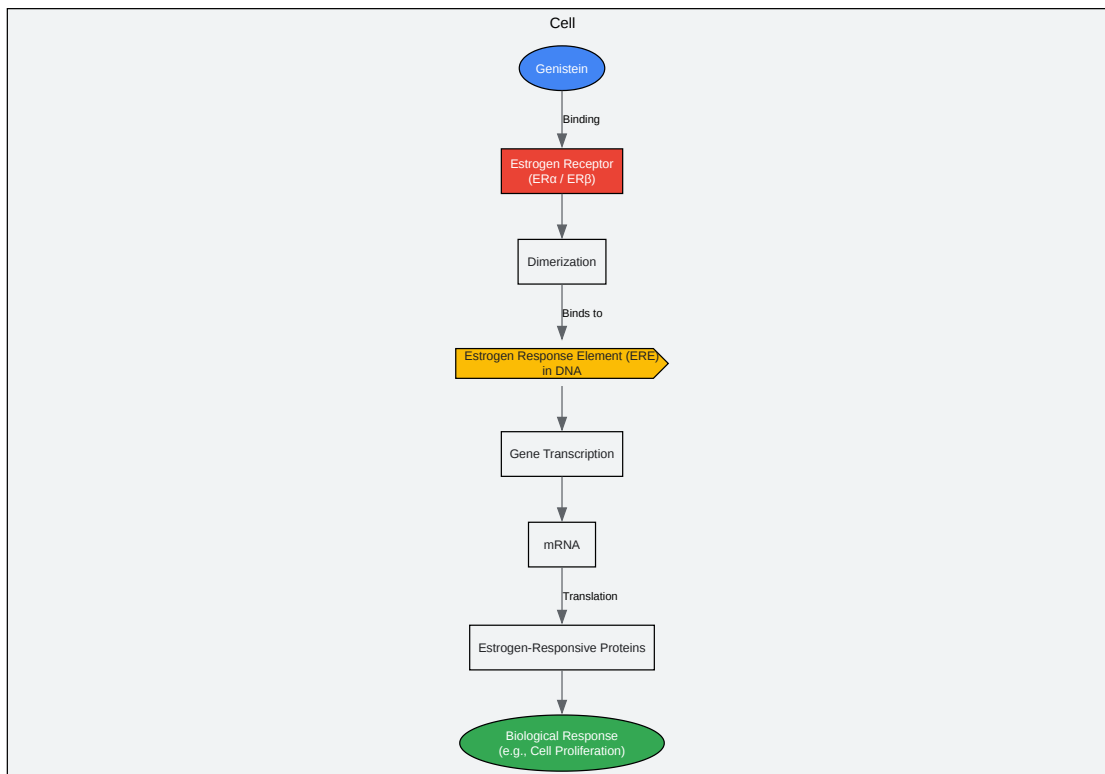 Cell
Genistein
Binding
Estrogen Receptor
(ERα / ERβ)
Dimerization
Binds to
Estrogen Response Element (ERE)
in DNA
Gene Transcription
mRNA
Translation
Estrogen-Responsive Proteins
Biological Response
(e.g., Cell Proliferation)